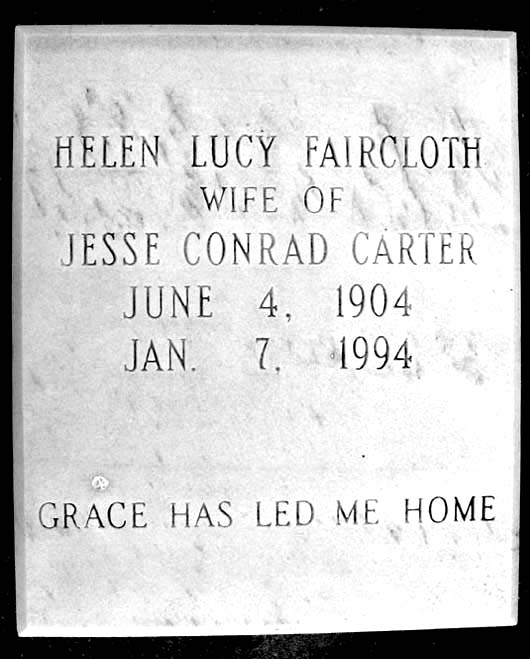 HELEN LUCY FAIRCLOTH
WIFE OF
JESSE CONRAD CARTER
JUNE 4, 1904
JAN. 7, 1994
GRACE HAS LED ME HOME